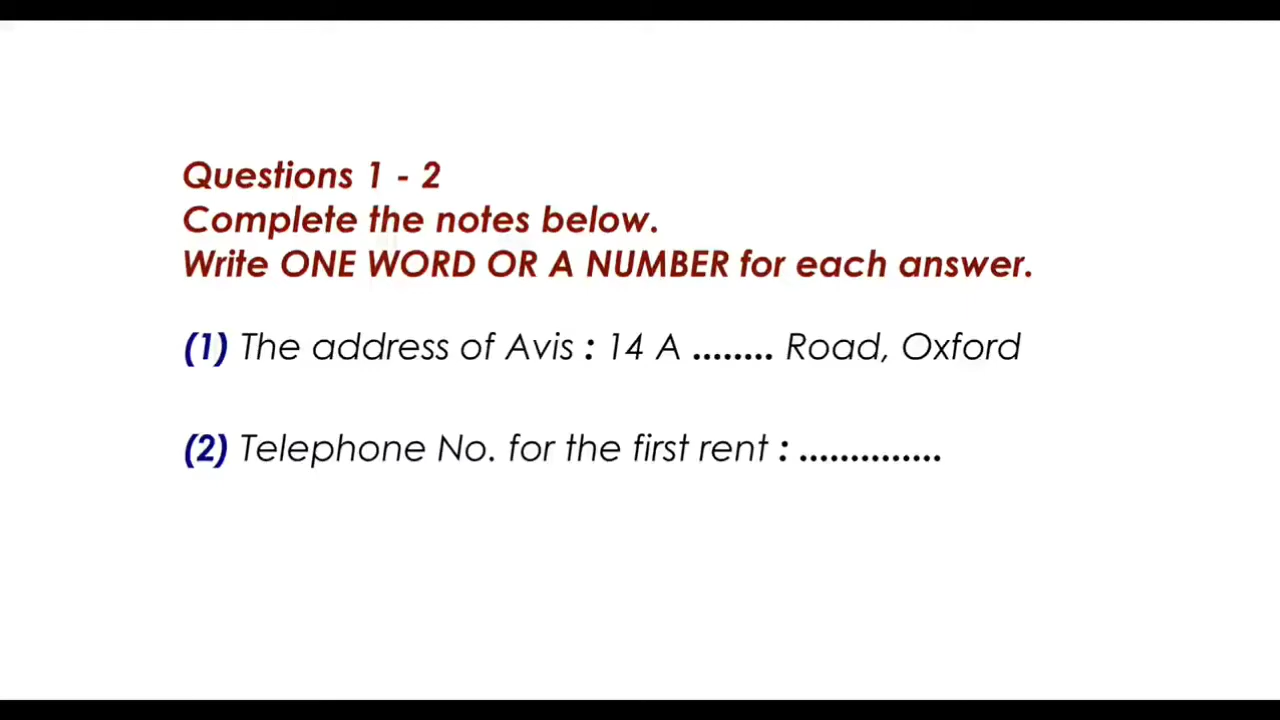 Questions 1 - 2
Complete the notes below.
Write ONE WORD OR A NUMBER for each answer.
(1) The address of Avis : 14 A ........ Road, Oxford
(2) Telephone No. for the first rent : ..............